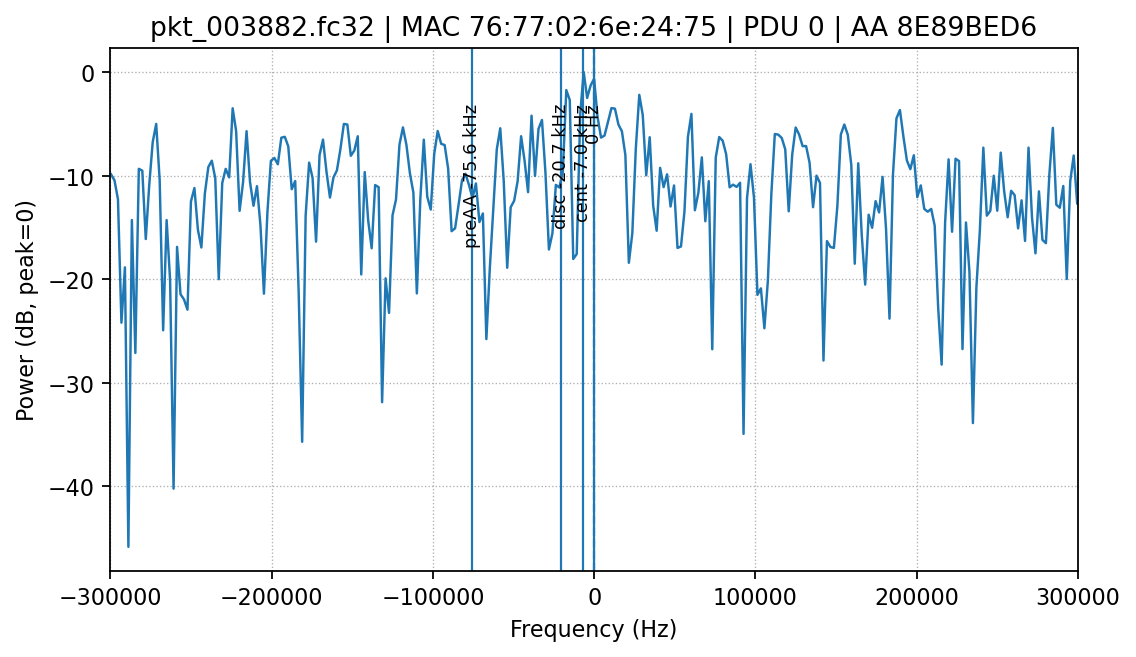 pkt_003882.fc32 | MAC 76:77:02:6e:24:75 | PDU 0 | AA 8E89BED6
Power (dB, peak=0)
0
−10
−20
−30
−40
preAA -75.6 kHz
disc -20.7 kHz
cent -7.0 kHz
0 Hz
−300000
−200000
−100000
0
100000
200000
300000
Frequency (Hz)